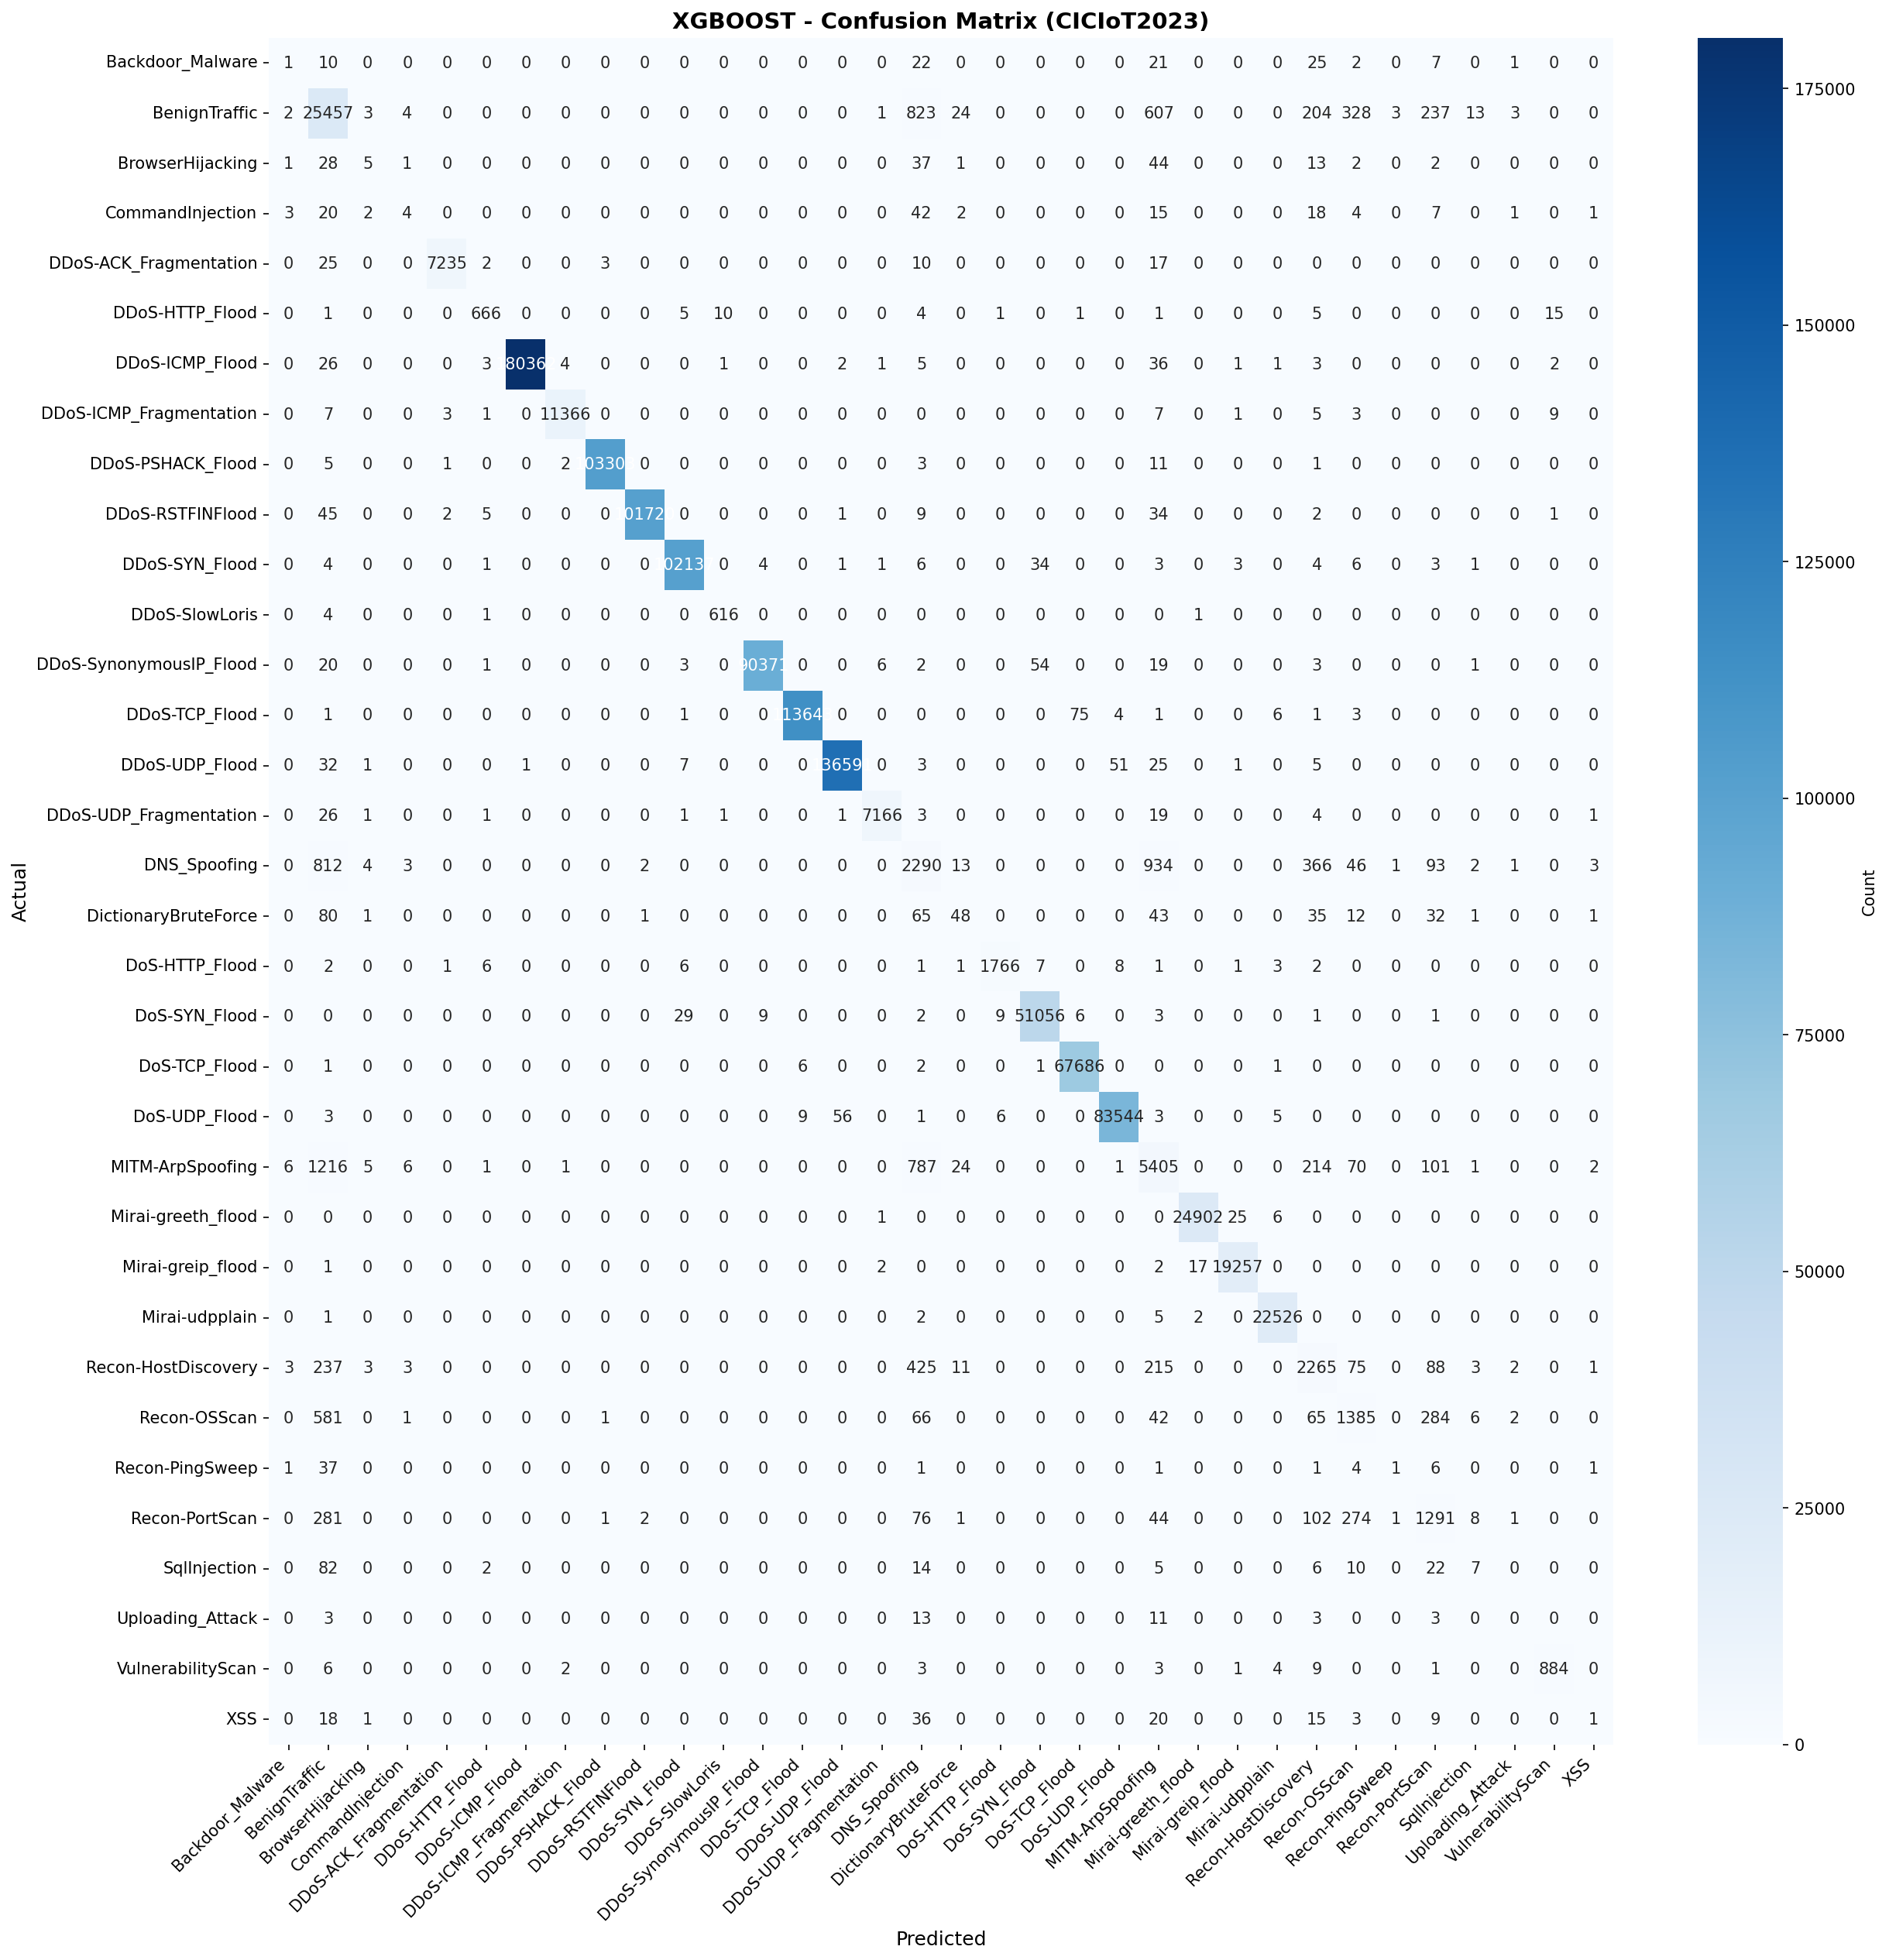 XGBOOST - Confusion Matrix (CICIoT2023)
Backdoor_Malware 1 10 0 0 0 0 0 0 0 0 0 0 0 0 0 0 22 0 0 0 0 0 21 0 0 0 25 2 0 7 0 1 0 0
BenignTraffic 2 25457 3 4 0 0 0 0 0 0 0 0 0 0 0 1 823 24 0 0 0 0 607 0 0 0 204 328 3 237 13 3 0 0
BrowserHijacking 1 28 5 1 0 0 0 0 0 0 0 0 0 0 0 0 37 1 0 0 0 0 44 0 0 0 13 2 0 2 0 0 0 0
CommandInjection 3 20 2 4 0 0 0 0 0 0 0 0 0 0 0 0 42 2 0 0 0 0 15 0 0 0 18 4 0 7 0 1 0 1
DDoS-ACK_Fragmentation 0 25 0 0 7235 2 0 0 3 0 0 0 0 0 0 0 10 0 0 0 0 0 17 0 0 0 0 0 0 0 0 0 0 0
DDoS-HTTP_Flood 0 1 0 0 0 666 0 0 0 0 5 10 0 0 0 0 4 0 1 0 1 0 1 0 0 0 5 0 0 0 0 0 15 0
DDoS-ICMP_Flood 0 26 0 0 0 3 8036 4 0 0 0 1 0 0 2 1 5 0 0 0 0 0 36 0 1 1 3 0 0 0 0 0 2 0
DDoS-ICMP_Fragmentation 0 7 0 0 3 1 0 11366 0 0 0 0 0 0 0 0 0 0 0 0 0 0 7 0 1 0 5 3 0 0 0 0 9 0
DDoS-PSHACK_Flood 0 5 0 0 1 0 0 2 0330 0 0 0 0 0 0 0 3 0 0 0 0 0 11 0 0 0 1 0 0 0 0 0 0 0
DDoS-RSTFINFlood 0 45 0 0 2 5 0 0 0 0172 0 0 0 0 1 0 9 0 0 0 0 0 34 0 0 0 2 0 0 0 0 0 1 0
DDoS-SYN_Flood 0 4 0 0 0 1 0 0 0 0 0213 0 4 0 1 1 6 0 0 34 0 0 3 0 3 0 4 6 0 3 1 0 0 0
DDoS-SlowLoris 0 4 0 0 0 1 0 0 0 0 0 616 0 0 0 0 0 0 0 0 0 0 0 1 0 0 0 0 0 0 0 0 0 0
DDoS-SynonymousIP_Flood 0 20 0 0 0 1 0 0 0 0 3 0 90371 0 0 6 2 0 0 54 0 0 19 0 0 0 3 0 0 0 1 0 0 0
DDoS-TCP_Flood 0 1 0 0 0 0 0 0 0 0 1 0 0 1364 0 0 0 0 0 0 75 4 1 0 0 6 1 3 0 0 0 0 0 0
DDoS-UDP_Flood 0 32 1 0 0 0 1 0 0 0 7 0 0 0 3659 0 3 0 0 0 0 51 25 0 1 0 5 0 0 0 0 0 0 0
DDoS-UDP_Fragmentation 0 26 1 0 0 1 0 0 0 0 1 1 0 0 1 7166 3 0 0 0 0 0 19 0 0 0 4 0 0 0 0 0 0 1
DNS_Spoofing 0 812 4 3 0 0 0 0 0 2 0 0 0 0 0 0 2290 13 0 0 0 0 934 0 0 0 366 46 1 93 2 1 0 3
DictionaryBruteForce 0 80 1 0 0 0 0 0 0 1 0 0 0 0 0 0 65 48 0 0 0 0 43 0 0 0 35 12 0 32 1 0 0 1
DoS-HTTP_Flood 0 2 0 0 1 6 0 0 0 0 6 0 0 0 0 0 1 1 1766 7 0 8 1 0 1 3 2 0 0 0 0 0 0 0
DoS-SYN_Flood 0 0 0 0 0 0 0 0 0 0 29 0 9 0 0 0 2 0 9 51056 6 0 3 0 0 0 1 0 0 1 0 0 0 0
DoS-TCP_Flood 0 1 0 0 0 0 0 0 0 0 0 0 0 6 0 0 2 0 0 1 67686 0 0 0 0 1 0 0 0 0 0 0 0 0
DoS-UDP_Flood 0 3 0 0 0 0 0 0 0 0 0 0 0 9 56 0 1 0 6 0 0 83544 3 0 0 5 0 0 0 0 0 0 0 0
MITM-ArpSpoofing 6 1216 5 6 0 1 0 1 0 0 0 0 0 0 0 0 787 24 0 0 0 1 5405 0 0 0 214 70 0 101 1 0 0 2
Mirai-greeth_flood 0 0 0 0 0 0 0 0 0 0 0 0 0 0 0 1 0 0 0 0 0 0 0 24902 25 6 0 0 0 0 0 0 0 0
Mirai-greip_flood 0 1 0 0 0 0 0 0 0 0 0 0 0 0 0 2 0 0 0 0 0 0 2 17 19257 0 0 0 0 0 0 0 0 0
Mirai-udpplain 0 1 0 0 0 0 0 0 0 0 0 0 0 0 0 0 2 0 0 0 0 0 5 2 0 22526 0 0 0 0 0 0 0 0
Recon-HostDiscovery 3 237 3 3 0 0 0 0 0 0 0 0 0 0 0 0 425 11 0 0 0 0 215 0 0 0 2265 75 0 88 3 2 0 1
Recon-OSScan 0 581 0 1 0 0 0 0 1 0 0 0 0 0 0 0 66 0 0 0 0 0 42 0 0 0 65 1385 0 284 6 2 0 0
Recon-PingSweep 1 37 0 0 0 0 0 0 0 0 0 0 0 0 0 0 1 0 0 0 0 0 1 0 0 0 1 4 1 6 0 0 0 1
Recon-PortScan 0 281 0 0 0 0 0 0 1 2 0 0 0 0 0 0 76 1 0 0 0 0 44 0 0 0 102 274 1 1291 8 1 0 0
SqlInjection 0 82 0 0 0 2 0 0 0 0 0 0 0 0 0 0 14 0 0 0 0 0 5 0 0 0 6 10 0 22 7 0 0 0
Uploading_Attack 0 3 0 0 0 0 0 0 0 0 0 0 0 0 0 0 13 0 0 0 0 0 11 0 0 0 3 0 0 3 0 0 0 0
VulnerabilityScan 0 6 0 0 0 0 0 2 0 0 0 0 0 0 0 0 3 0 0 0 0 0 3 0 1 4 9 0 0 1 0 0 884 0
XSS 0 18 1 0 0 0 0 0 0 0 0 0 0 0 0 0 36 0 0 0 0 0 20 0 0 0 15 3 0 9 0 0 0 1
Backdoor_Malware
BenignTraffic
BrowserHijacking
CommandInjection
DDoS-ACK_Fragmentation
DDoS-HTTP_Flood
DDoS-ICMP_Flood
DDoS-ICMP_Fragmentation
DDoS-PSHACK_Flood
DDoS-RSTFINFlood
DDoS-SYN_Flood
DDoS-SlowLoris
DDoS-SynonymousIP_Flood
DDoS-TCP_Flood
DDoS-UDP_Flood
DDoS-UDP_Fragmentation
DNS_Spoofing
DictionaryBruteForce
DoS-HTTP_Flood
DoS-SYN_Flood
DoS-TCP_Flood
DoS-UDP_Flood
MITM-ArpSpoofing
Mirai-greeth_flood
Mirai-greip_flood
Mirai-udpplain
Recon-HostDiscovery
Recon-OSScan
Recon-PingSweep
Recon-PortScan
SqlInjection
Uploading_Attack
VulnerabilityScan
XSS
Predicted
Actual
175000
150000
125000
100000
75000
50000
25000
0
Count